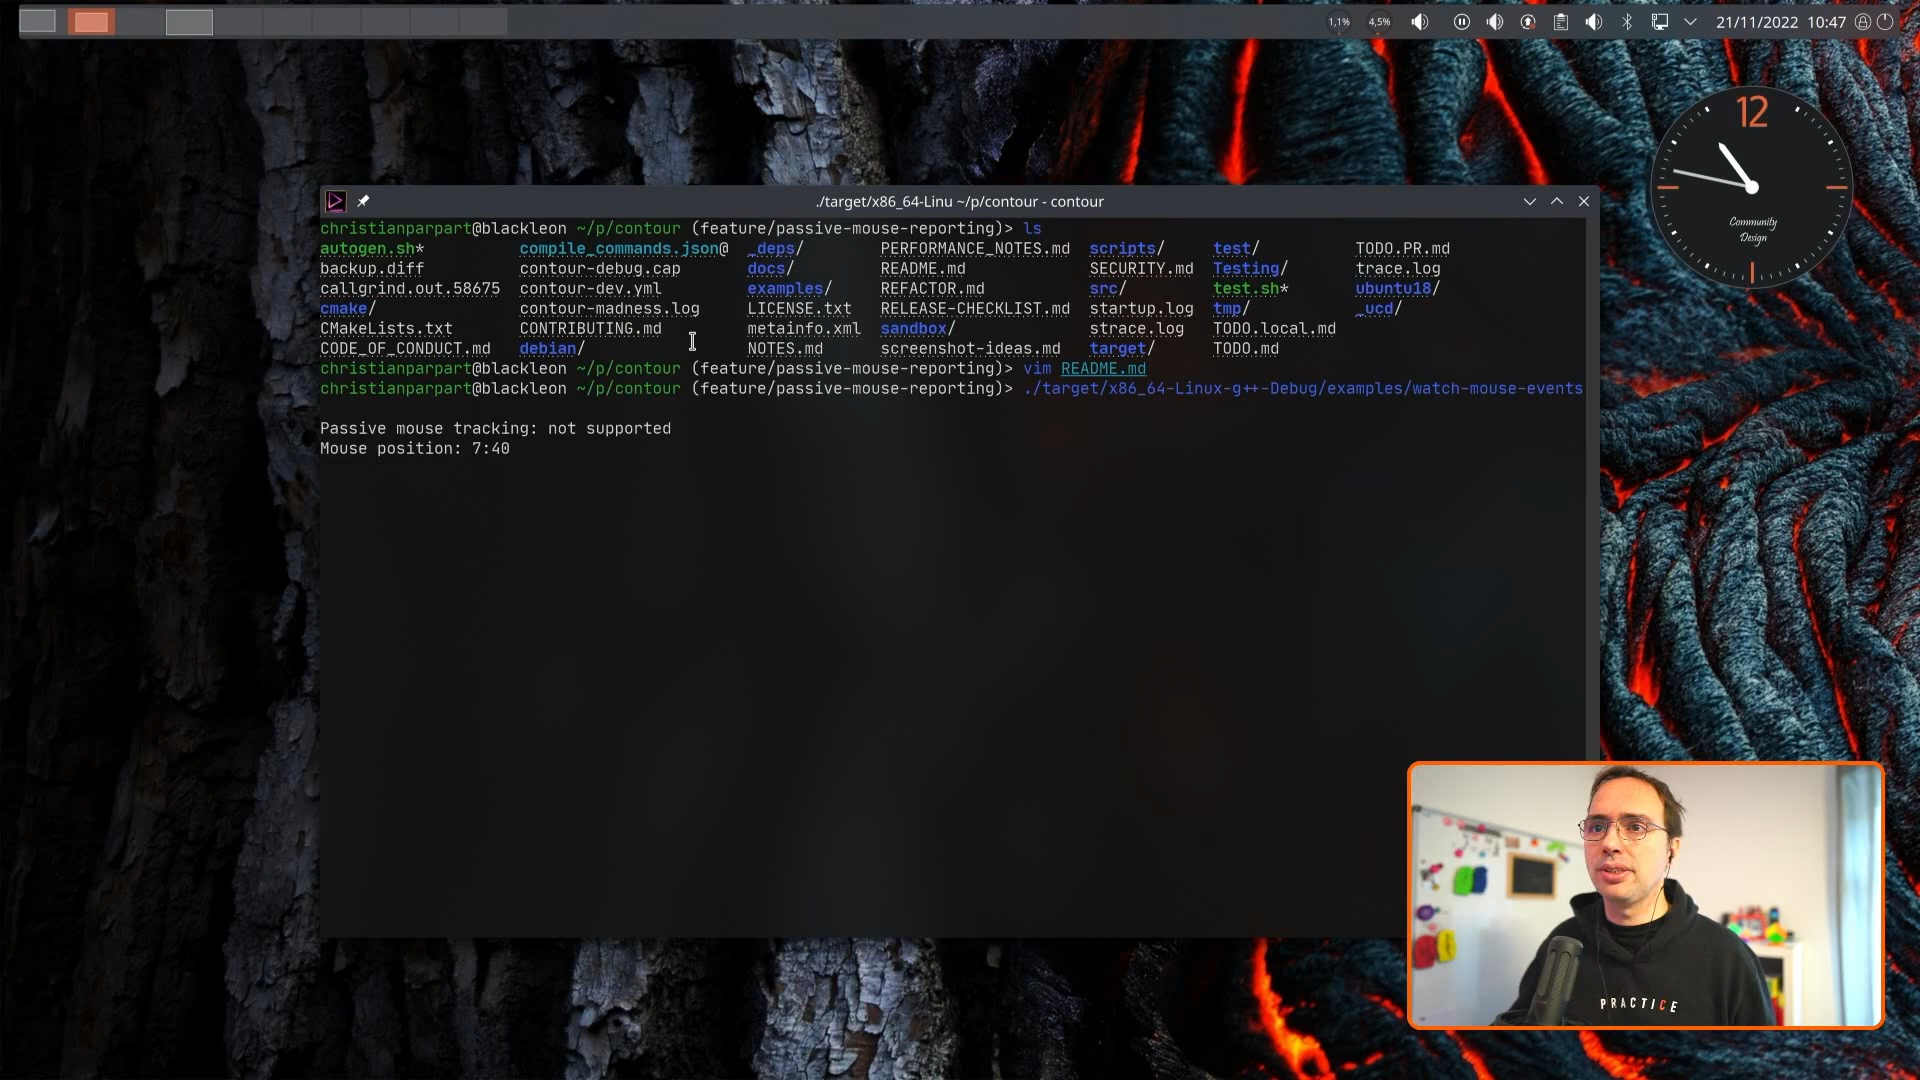 1,1% 4,5% 21/11/2022 10:47
12
Community
Design
./target/x86_64-Linu ~/p/contour - contour
christianparpart@blackleon ~/p/contour (feature/passive-mouse-reporting)> ls
autogen.sh* compile_commands.json@ _deps/ PERFORMANCE_NOTES.md scripts/ test/ TODO.PR.md
backup.diff contour-debug.cap docs/ README.md SECURITY.md Testing/ trace.log
callgrind.out.58675 contour-dev.yml examples/ REFACTOR.md src/ test.sh* ubuntu18/
cmake/ contour-madness.log LICENSE.txt RELEASE-CHECKLIST.md startup.log tmp/ _ucd/
CMakeLists.txt CONTRIBUTING.md metainfo.xml sandbox/ strace.log TODO.local.md
CODE_OF_CONDUCT.md debian/ NOTES.md screenshot-ideas.md target/ TODO.md
christianparpart@blackleon ~/p/contour (feature/passive-mouse-reporting)> vim README.md
christianparpart@blackleon ~/p/contour (feature/passive-mouse-reporting)> ./target/x86_64-Linux-g++-Debug/examples/watch-mouse-events
Passive mouse tracking: not supported
Mouse position: 7:40
PRACTICE